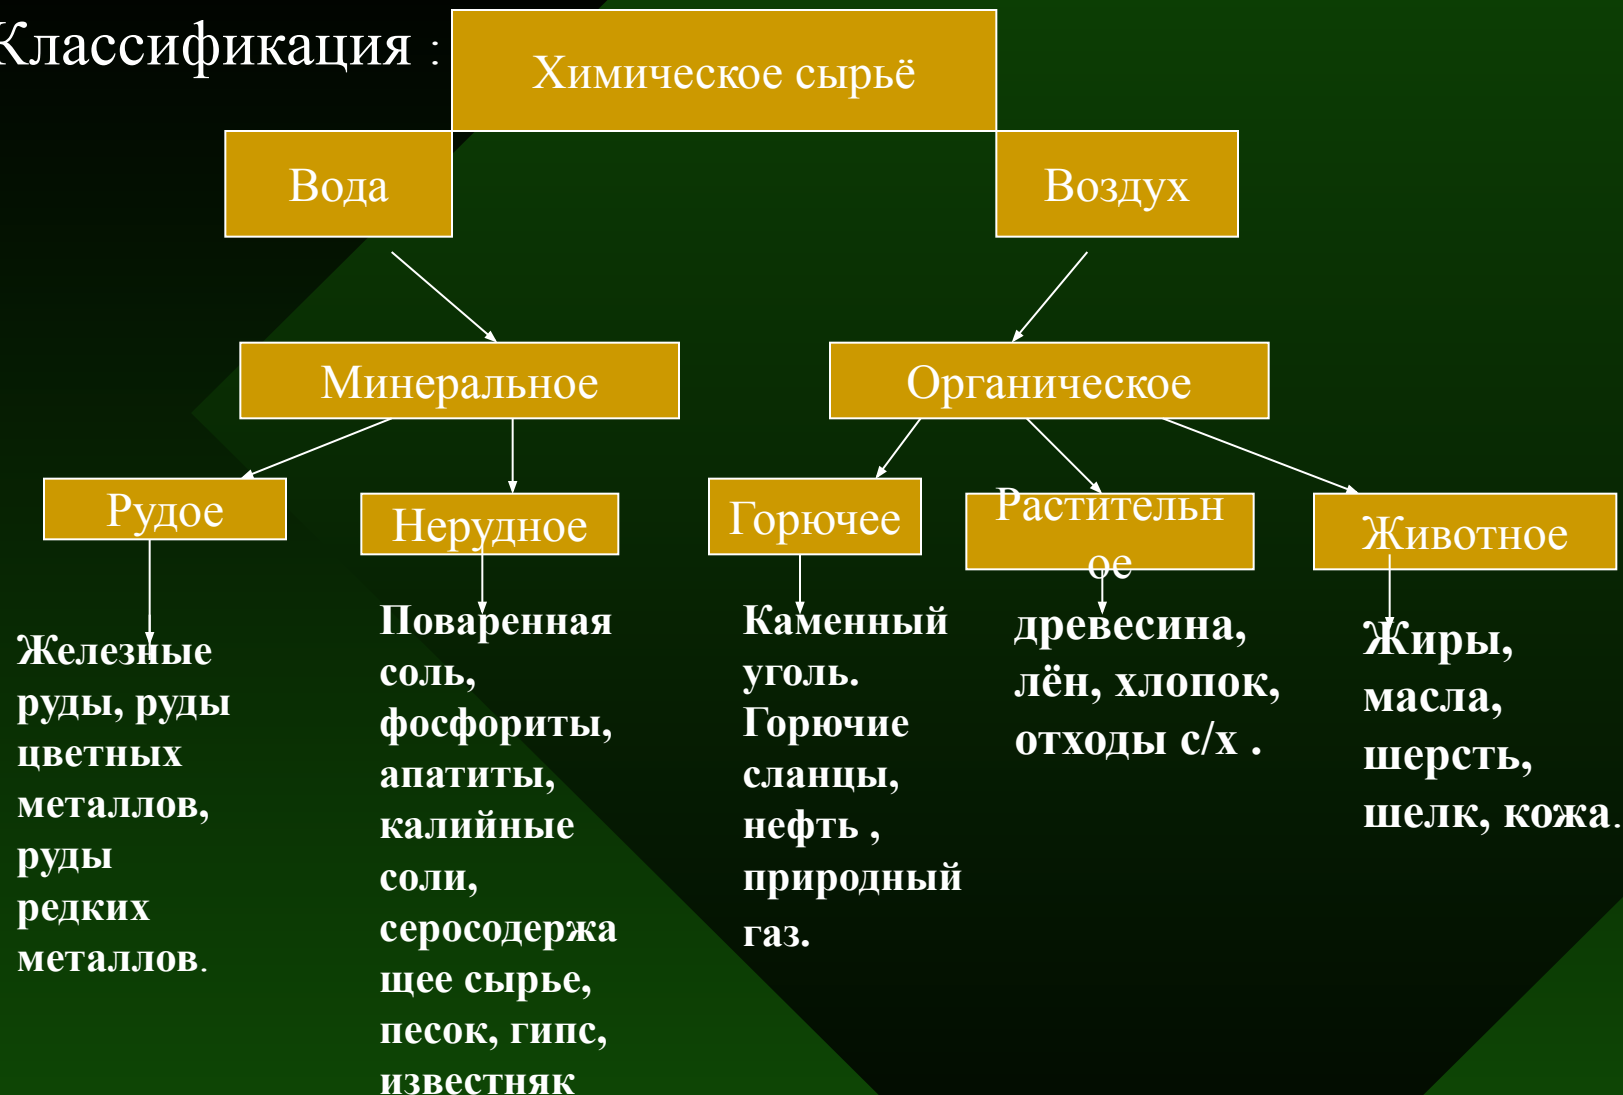 Классификация :
Химическое сырьё
Вода
Воздух
Минеральное
Органическое
Рудое
Нерудное
Горючее
Растительн
ое
Животное
Железные
руды, руды
цветных
металлов,
руды
редких
металлов.
Поваренная
соль,
фосфориты,
апатиты,
калийные
соли,
серосодержа
щее сырье,
песок, гипс,
известняк
Каменный
уголь.
Горючие
сланцы,
нефть ,
природный
газ.
древесина,
лён, хлопок,
отходы с/х .
Жиры,
масла,
шерсть,
шелк, кожа.